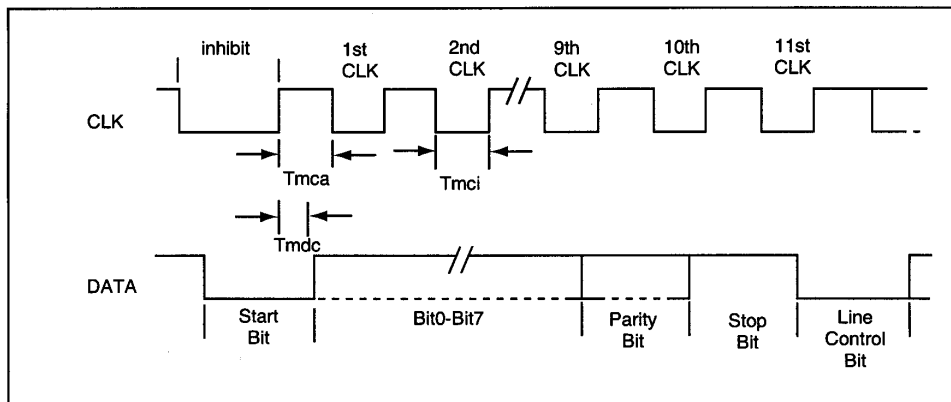 inhibit 1st 2nd 9th 10th 11st
CLK CLK CLK CLK CLK
CLK
Tmca Tmci
Tmdc
DATA
Start Bit0-Bit7 Parity Stop Line
Bit Bit Bit Control
Bit